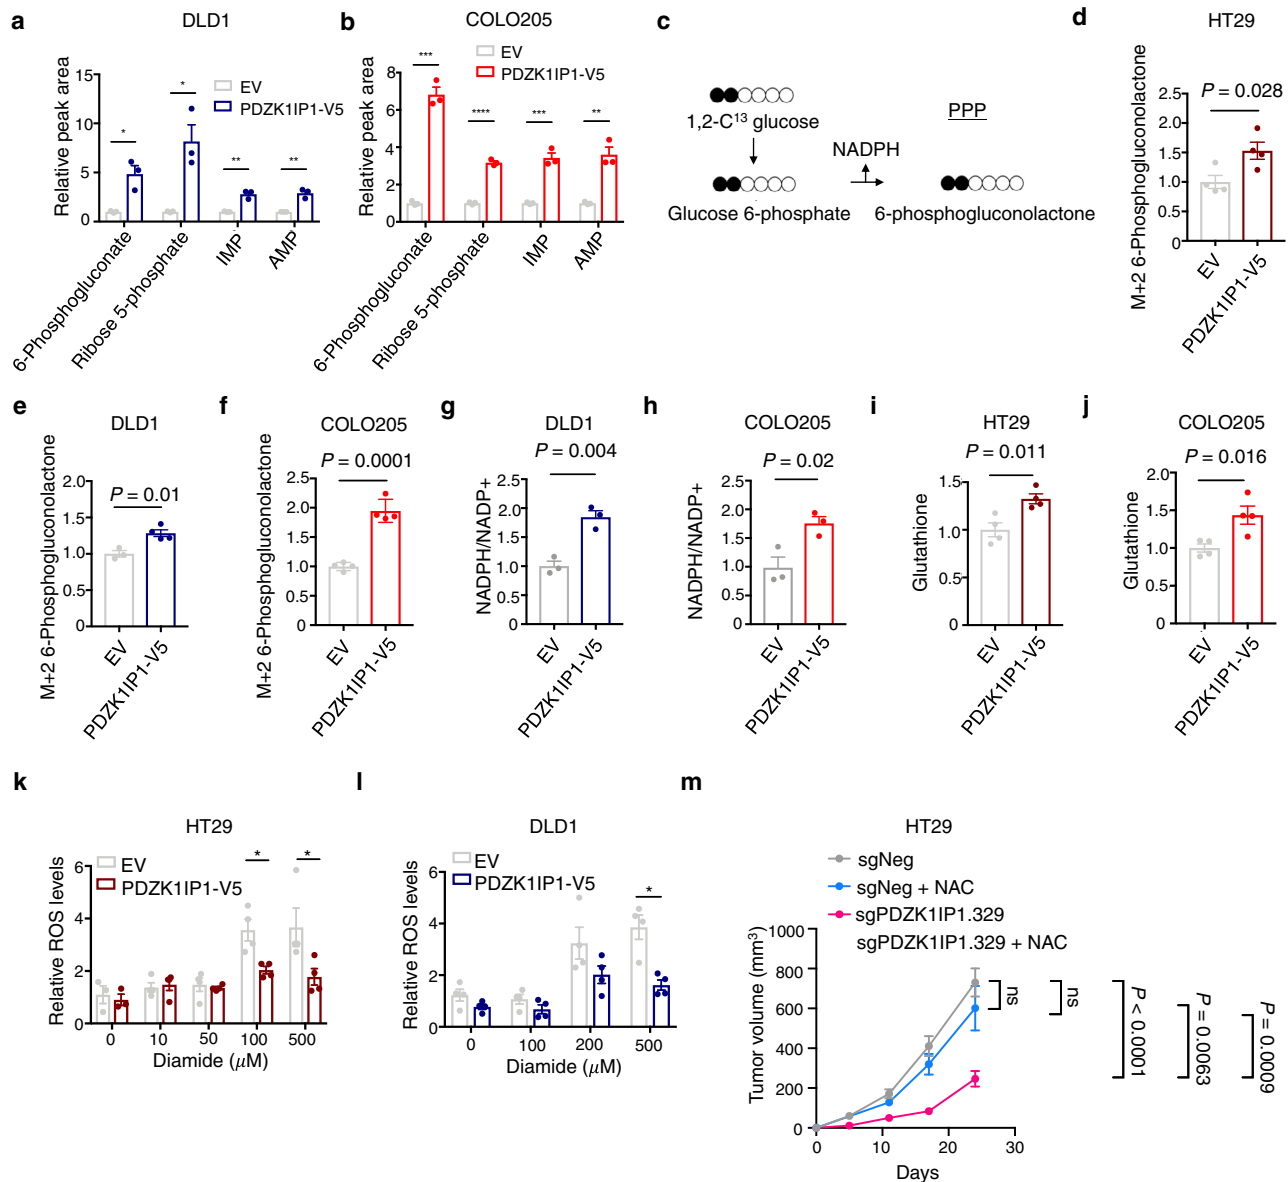 a
DLD1
Relative peak area
15
10
5
0
EV
PDZK1IP1-V5
*
*
**
**
6-Phosphogluconate
Ribose 5-phosphate
IMP
AMP
b
COLO205
Relative peak area
8
6
4
2
0
EV
PDZK1IP1-V5
***
****
***
**
6-Phosphogluconate
Ribose 5-phosphate
IMP
AMP
c
1,2-C13 glucose
PPP
NADPH
Glucose 6-phosphate
6-phosphogluconolactone
d
HT29
P = 0.028
M+2 6-Phosphogluconolactone
2.5
2.0
1.5
1.0
0.5
0
EV
PDZK1IP1-V5
e
DLD1
P = 0.01
M+2 6-Phosphogluconolactone
2.0
1.5
1.0
0.5
0
EV
PDZK1IP1-V5
f
COLO205
P = 0.0001
M+2 6-Phosphogluconolactone
2.5
2.0
1.5
1.0
0.5
0
EV
PDZK1IP1-V5
g
DLD1
P = 0.004
NADPH/NADP+
2.5
2.0
1.5
1.0
0.5
0
EV
PDZK1IP1-V5
h
COLO205
P = 0.02
NADPH/NADP+
2.5
2.0
1.5
1.0
0.5
0
EV
PDZK1IP1-V5
i
HT29
P = 0.011
Glutathione
1.5
1.0
0.5
0
EV
PDZK1IP1-V5
j
COLO205
P = 0.016
Glutathione
2.0
1.5
1.0
0.5
0
EV
PDZK1IP1-V5
k
HT29
Relative ROS levels
6
4
2
0
EV
PDZK1IP1-V5
*
*
0
10
50
100
500
Diamide (μM)
l
DLD1
Relative ROS levels
6
4
2
0
EV
PDZK1IP1-V5
*
0
100
200
500
Diamide (μM)
m
HT29
sgNeg
sgNeg + NAC
sgPDZK1IP1.329
sgPDZK1IP1.329 + NAC
Tumor volume (mm3)
1000
800
600
400
200
0
0
10
20
30
Days
ns
ns
P < 0.0001
P = 0.0063
P = 0.0009